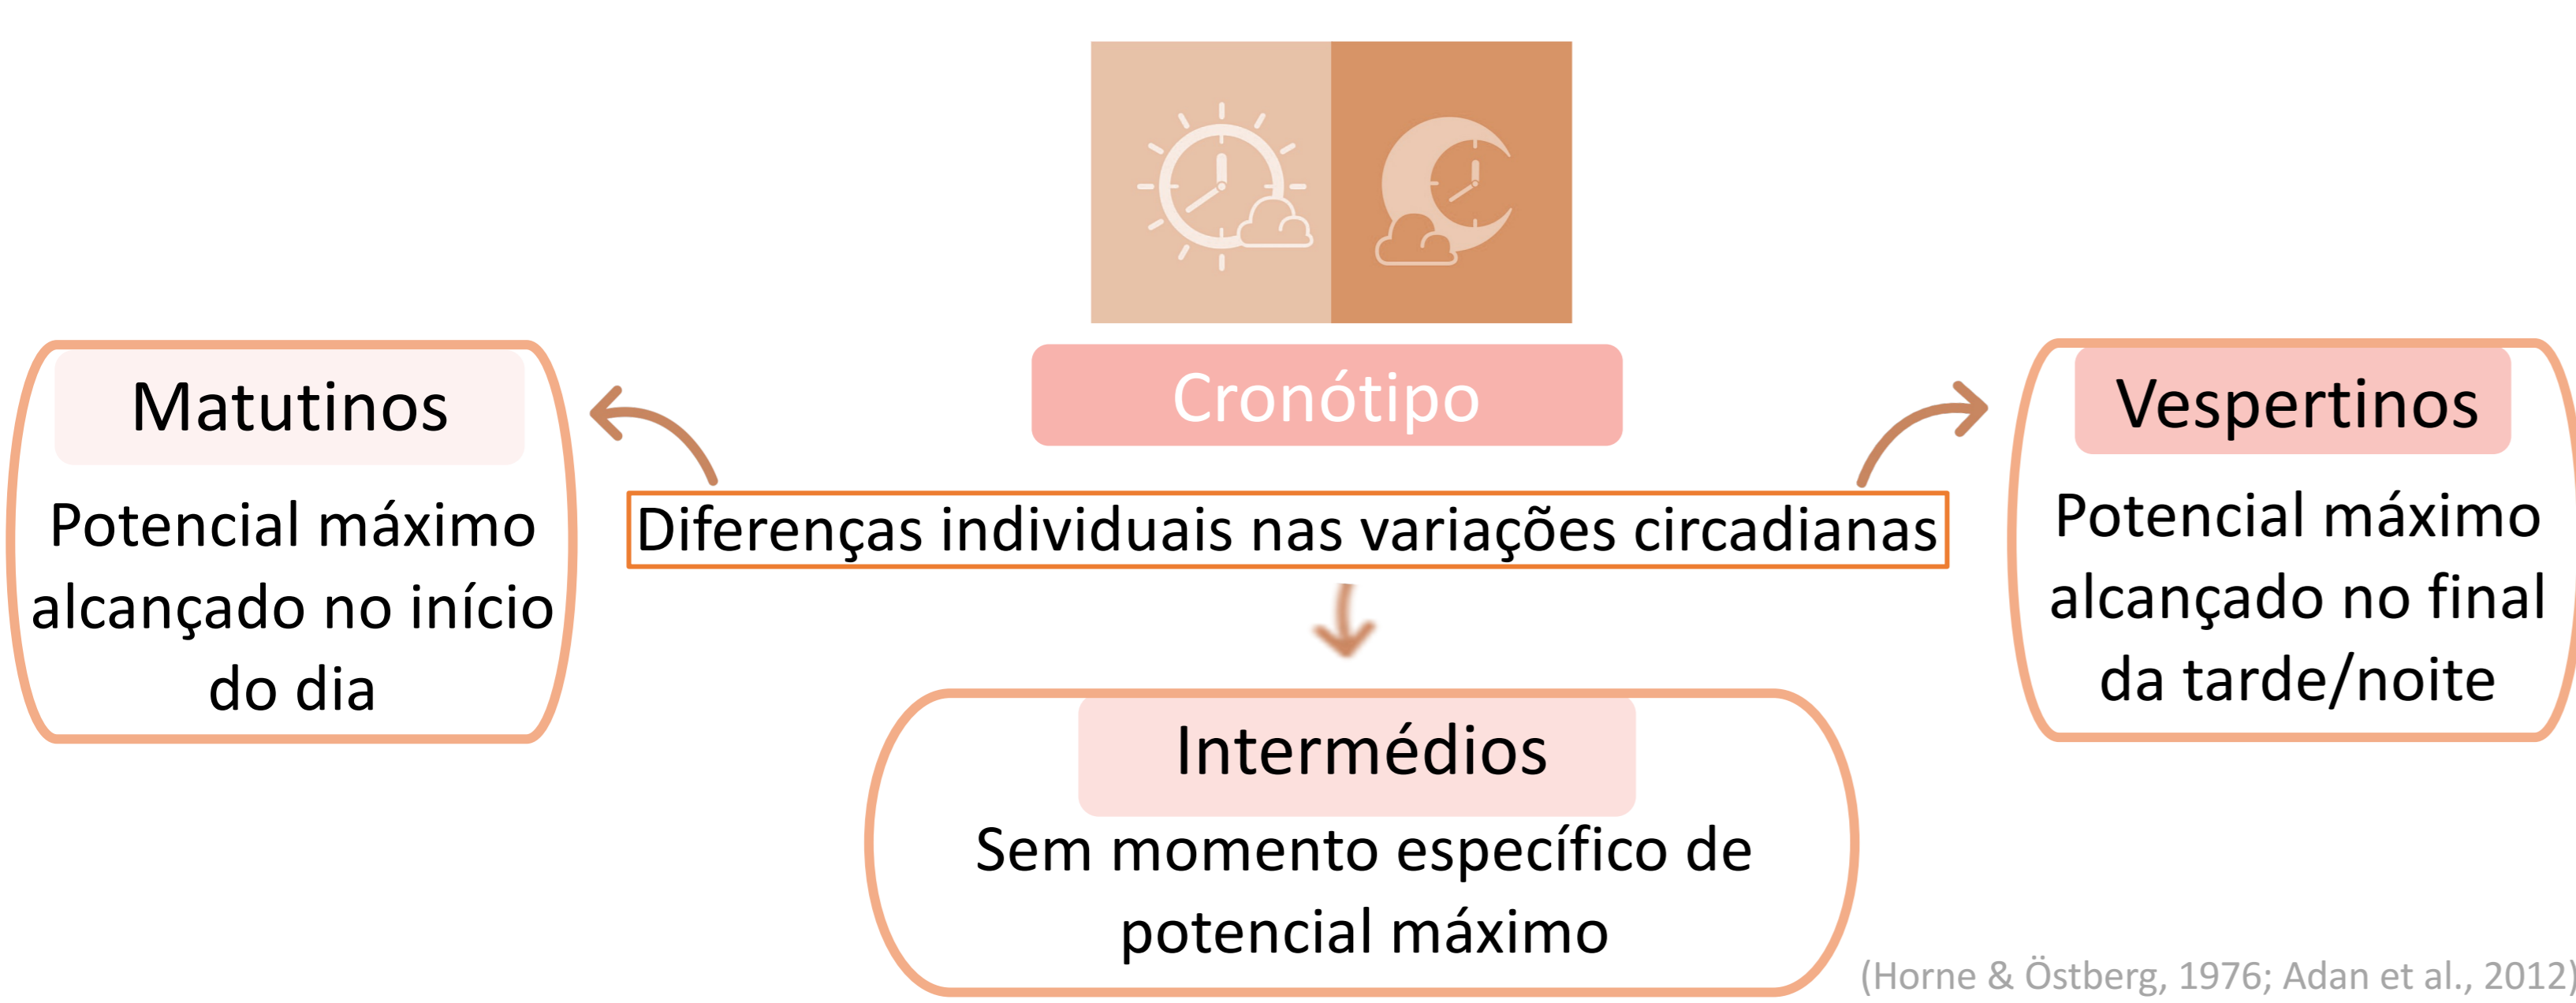 Cronótipo
Matutinos
Potencial máximo
alcançado no início
do dia
Diferenças individuais nas variações circadianas
Vespertinos
Potencial máximo
alcançado no final
da tarde/noite
Intermédios
Sem momento específico de
potencial máximo
(Horne & Östberg, 1976; Adan et al., 2012)